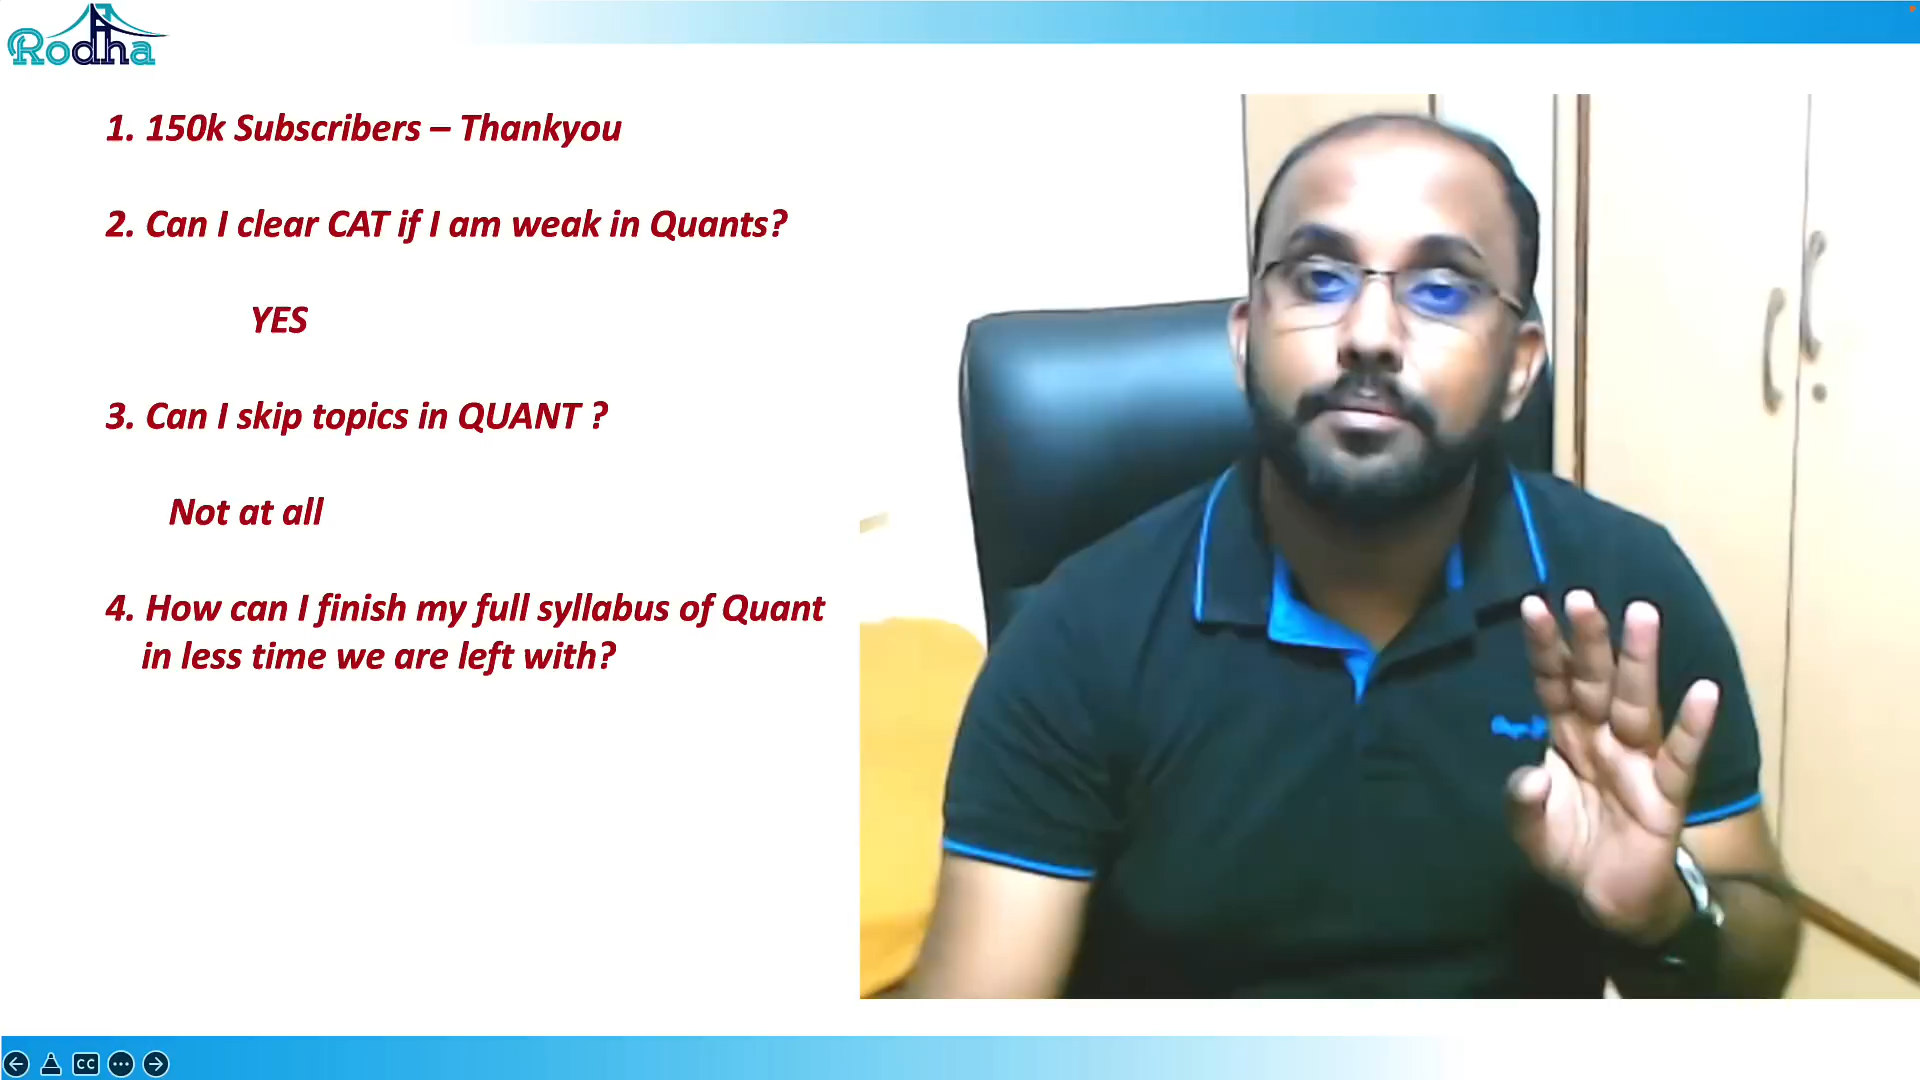 Rodha
1. 150k Subscribers – Thankyou
2. Can I clear CAT if I am weak in Quants?
YES
3. Can I skip topics in QUANT ?
Not at all
4. How can I finish my full syllabus of Quant
in less time we are left with?
CC